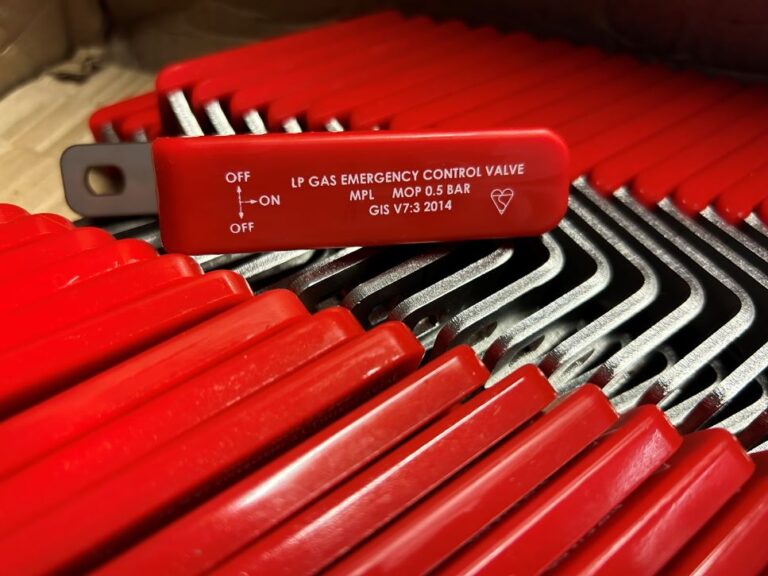 OFF
ON
OFF
LP GAS EMERGENCY CONTROL VALVE
MPL MOP 0.5 BAR
GIS V7:3 2014